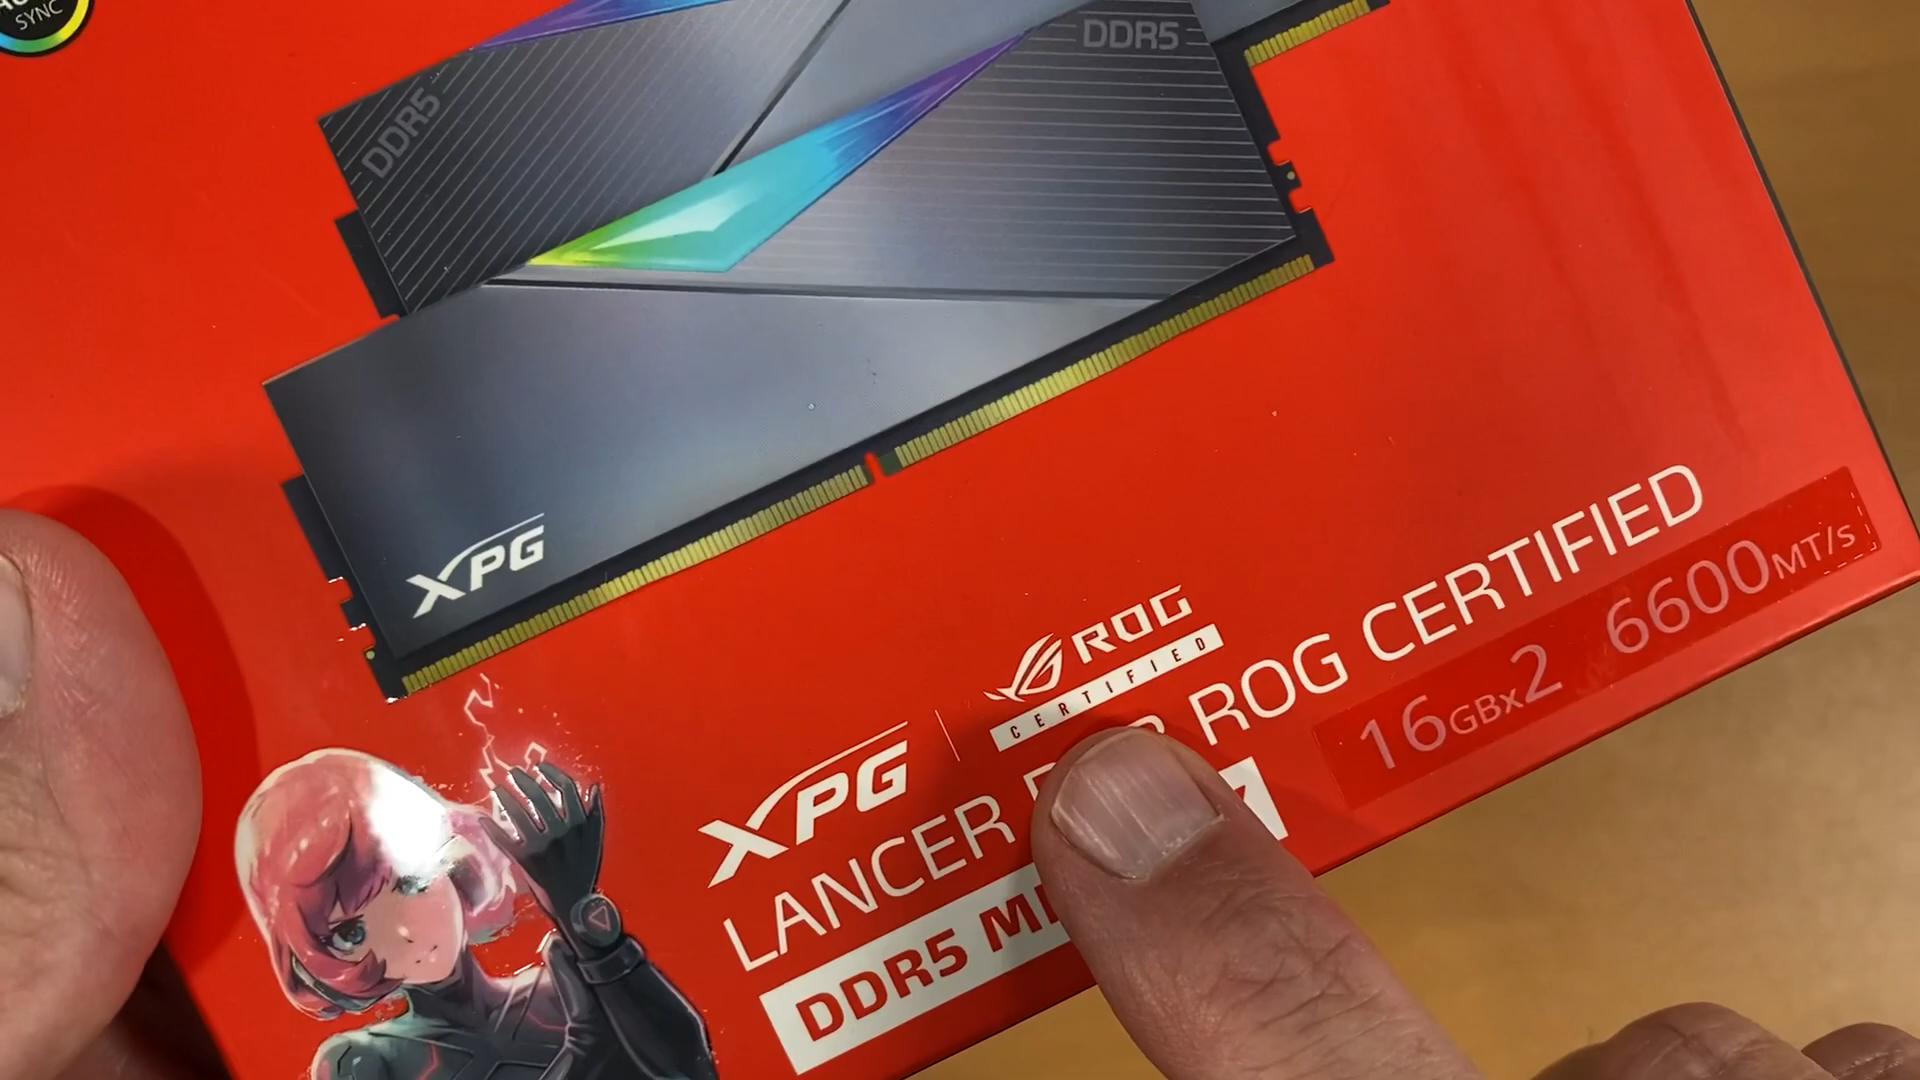 SYNC
DDR5
DDR5
XPG
ROG
CERTIFIED
XPG
LANCER ROG CERTIFIED
16GBx2 6600MT/s
DDR5